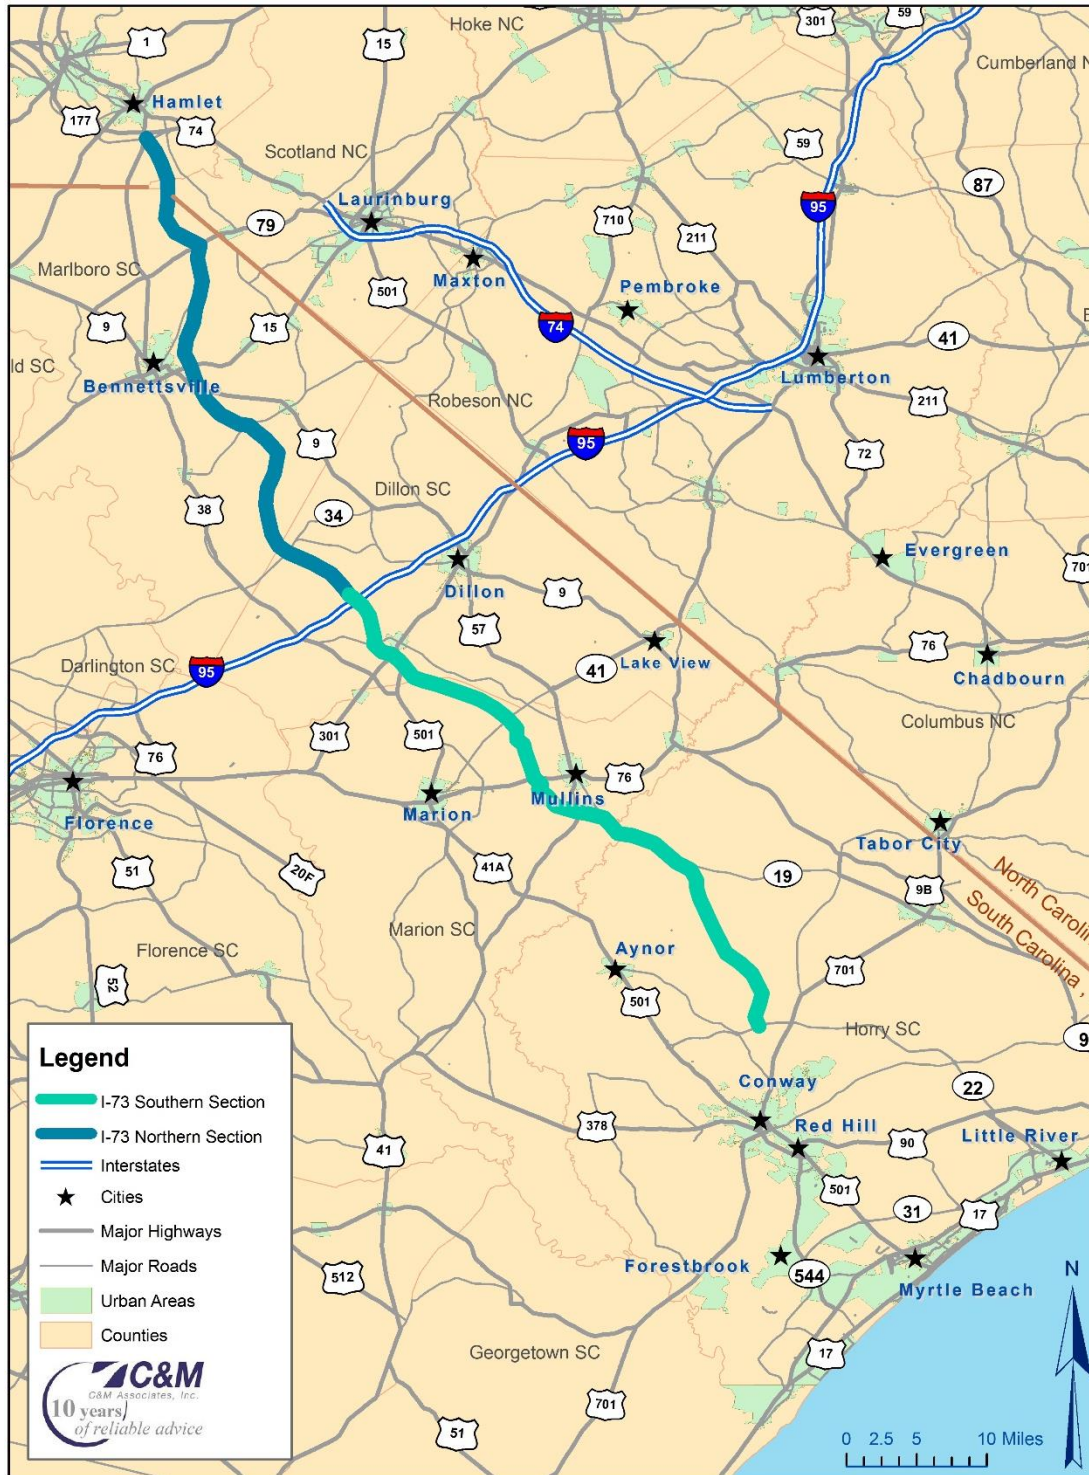 Hoke NC
301
59
1
15
Cumberland N
Hamlet
177
74
59
Scotland NC
87
Laurinburg
95
710
79
211
Marlboro SC
Maxton
501
Pembroke
9
15
74
41
ld SC
Bennettsville
Lumberton
Robeson NC
211
95
9
72
Dillon SC
38
34
Evergreen
701
Dillon
9
57
76
Lake View
Darlington SC
41
Chadbourn
95
Columbus NC
301
501
76
76
Mullins
Marion
Florence
Tabor City
41A
51
20F
19
9B
North Carolin
South Carolina
Marion SC
Florence SC
Aynor
701
52
501
Horry SC
9
Legend
I-73 Southern Section
I-73 Northern Section
Interstates
Cities
Major Highways
Major Roads
Urban Areas
Counties
C&M
C&M Associates, Inc.
10 years
of reliable advice
Conway
22
378
Red Hill
90
Little River
41
501
31
17
Forestbrook
544
512
Myrtle Beach
N
Georgetown SC
17
701
51
0 2.5 5 10 Miles